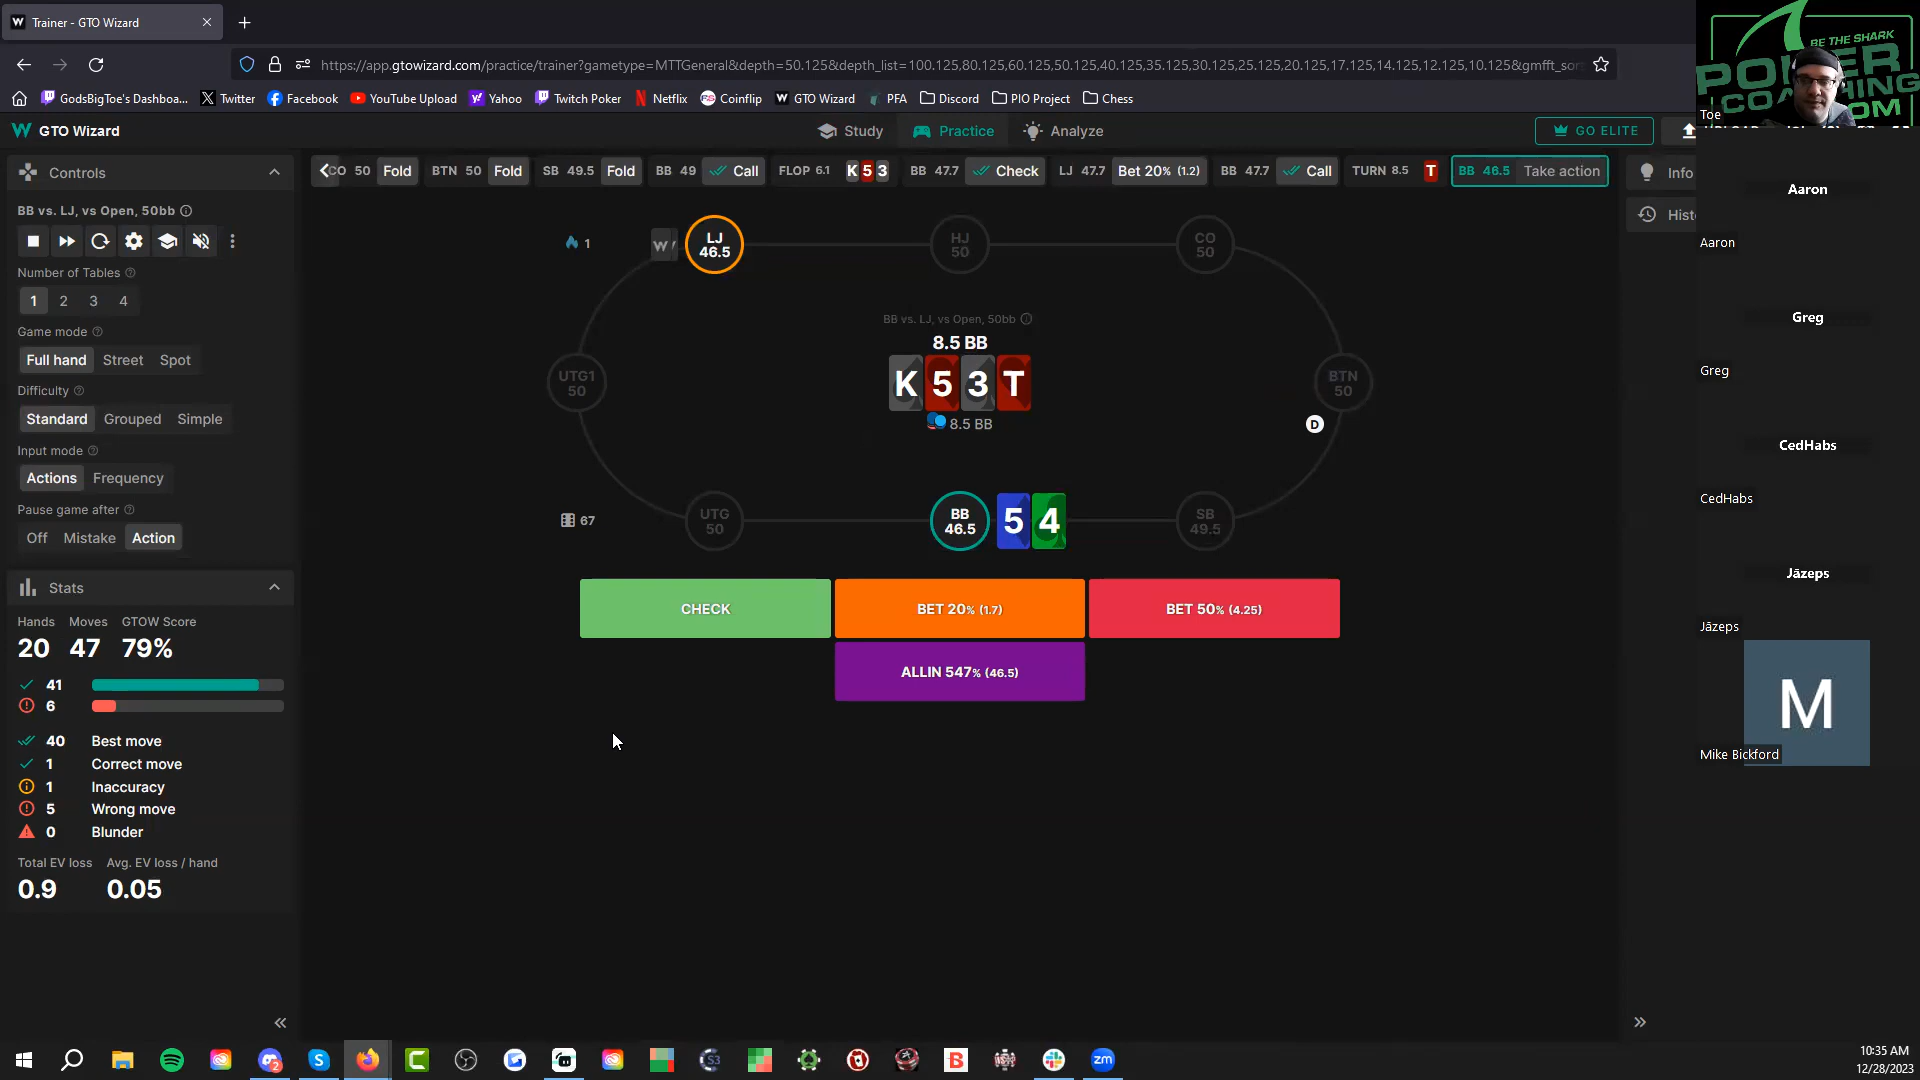 Trainer - GTO Wizard
https://app.gtowizard.com/practice/trainer?gametype=MTTGeneral&depth=50.125&depth_list=100.125,80.125,60.125,50.125,40.125,35.125,30.125,25.125,20.125,17.125,14.125,12.125,10.125&gmfft_so
GodsBigToe's Dashboa... Twitter Facebook YouTube Upload Yahoo Twitch Poker Netflix Coinflip GTO Wizard PFA Discord PIO Project Chess
BE THE SHARK
POKER
COACHING
.COM
Toe
GTO Wizard
Study Practice Analyze
GO ELITE
Controls
CO 50 Fold BTN 50 Fold SB 49.5 Fold BB 49 Call FLOP 6.1 K 5 3 BB 47.7 Check LJ 47.7 Bet 20% (1.2) BB 47.7 Call TURN 8.5 T BB 46.5 Take action
Info
Histo
BB vs. LJ, vs Open, 50bb
Number of Tables
1 2 3 4
Game mode
Full hand Street Spot
Difficulty
Standard Grouped Simple
Input mode
Actions Frequency
Pause game after
Off Mistake Action
1
W
LJ
46.5
HJ
50
CO
50
BB vs. LJ, vs Open, 50bb
8.5 BB
K 5 3 T
8.5 BB
UTG1
50
BTN
50
D
67
UTG
50
BB
46.5
5 4
SB
49.5
CHECK
BET 20% (1.7)
BET 50% (4.25)
ALLIN 547% (46.5)
Stats
Hands Moves GTOW Score
20 47 79%
41
6
40 Best move
1 Correct move
1 Inaccuracy
5 Wrong move
0 Blunder
Total EV loss Avg. EV loss / hand
0.9 0.05
Aaron
Aaron
Greg
Greg
CedHabs
CedHabs
Jāzeps
Jāzeps
M
Mike Bickford
2
S3
B
zm
10:35 AM
12/28/2023